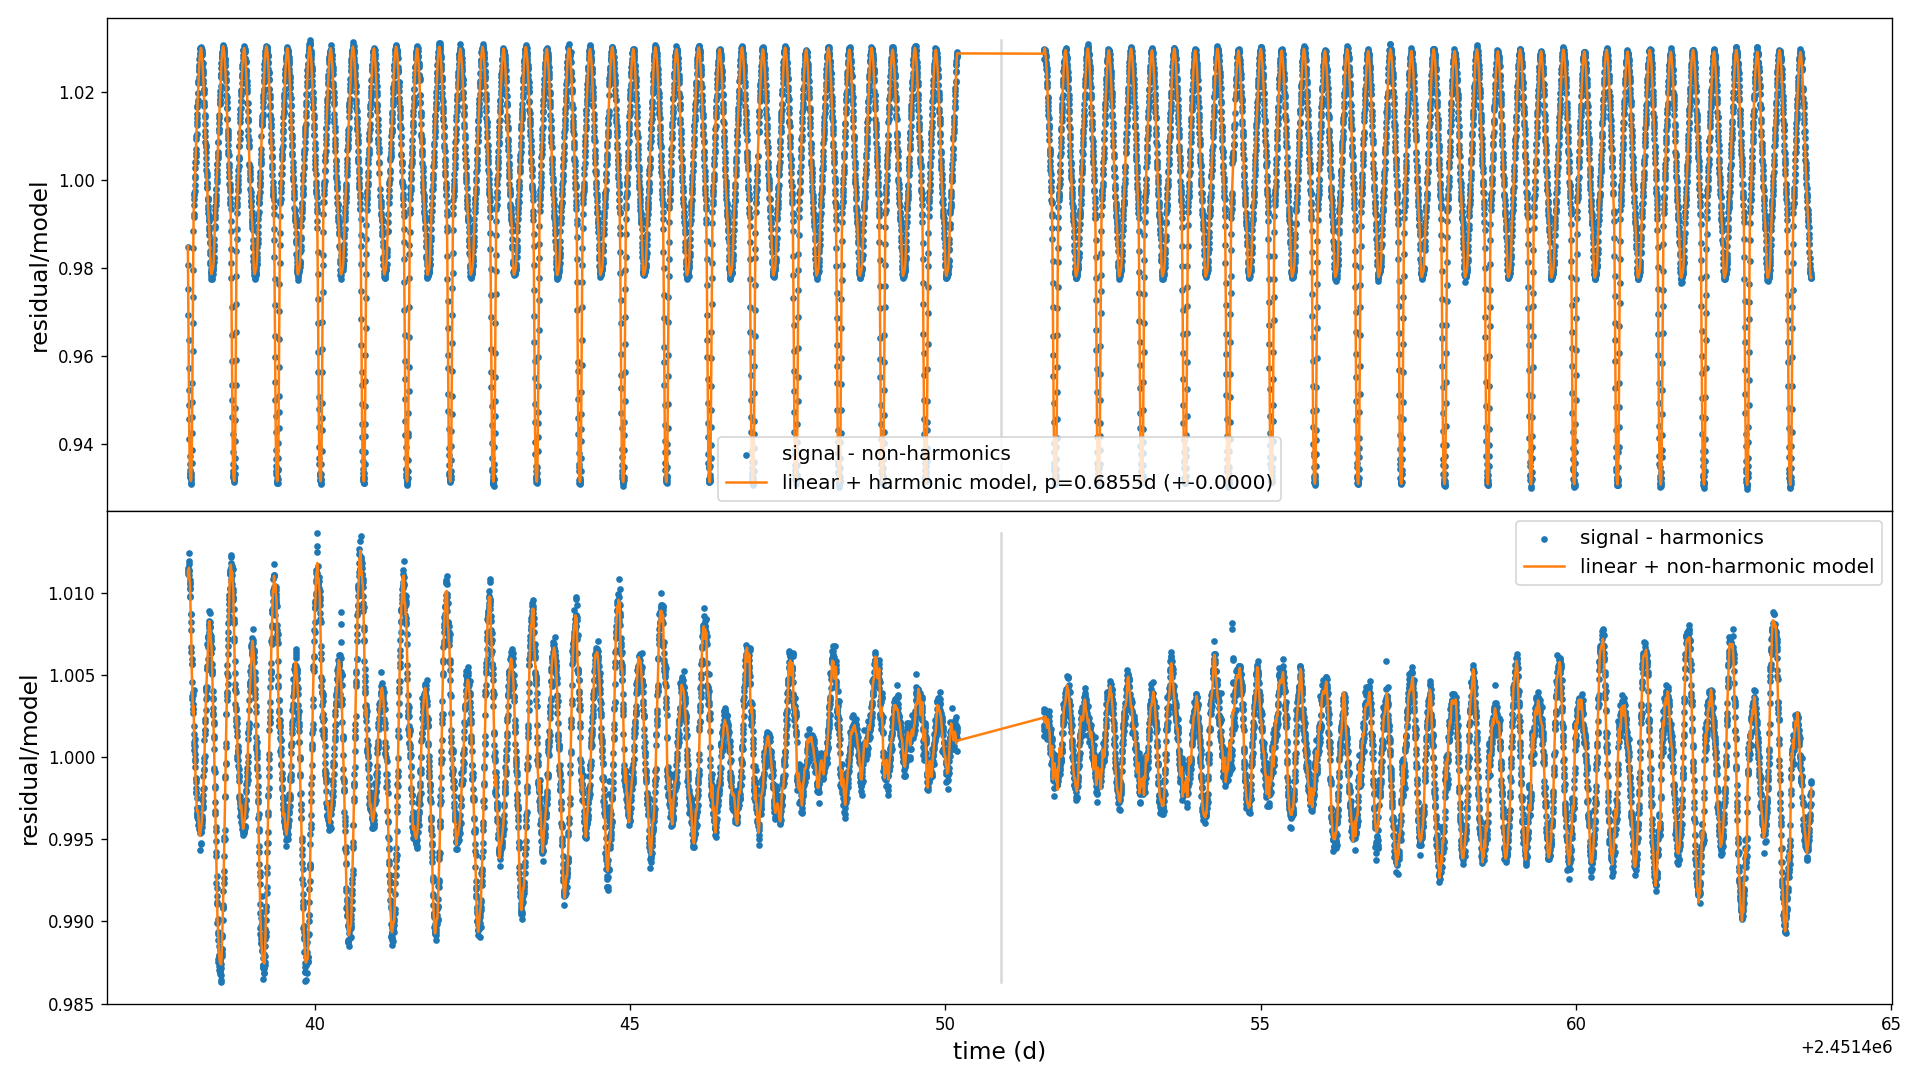 1.02
1.00
0.98
0.96
0.94
residual/model
signal - non-harmonics
linear + harmonic model, p=0.6855d (+-0.0000)
signal - harmonics
linear + non-harmonic model
1.010
1.005
1.000
0.995
0.990
0.985
residual/model
40 45 50 55 60 65
time (d)
+2.4514e6